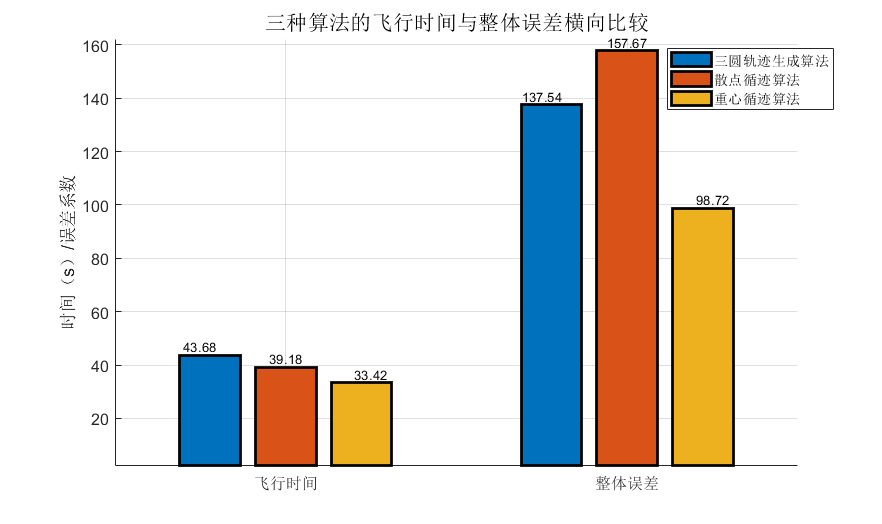 三种算法的飞行时间与整体误差横向比较
三圆轨迹生成算法
散点循迹算法
重心循迹算法
时间（s）/误差系数
160
140
120
100
80
60
40
20
43.68
39.18
33.42
137.54
157.67
98.72
飞行时间
整体误差